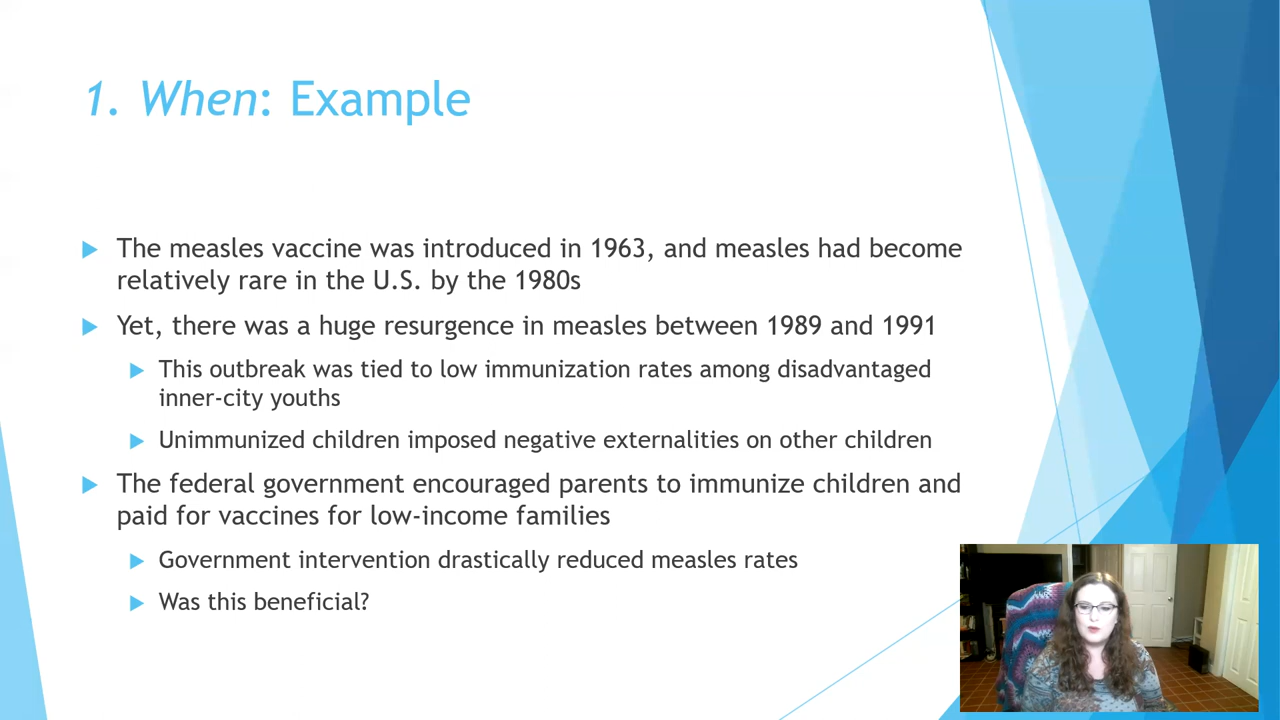 1. When: Example
The measles vaccine was introduced in 1963, and measles had become
relatively rare in the U.S. by the 1980s
Yet, there was a huge resurgence in measles between 1989 and 1991
This outbreak was tied to low immunization rates among disadvantaged
inner-city youths
Unimmunized children imposed negative externalities on other children
The federal government encouraged parents to immunize children and
paid for vaccines for low-income families
Government intervention drastically reduced measles rates
Was this beneficial?